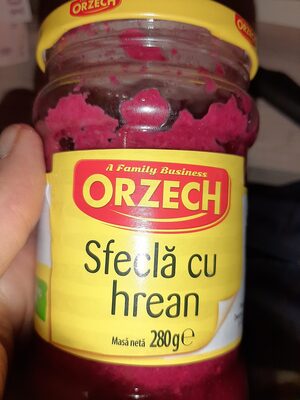 ORZECH
A Family Business
ORZECH
Sfeclă cu
hrean
Masă netă 280g℮